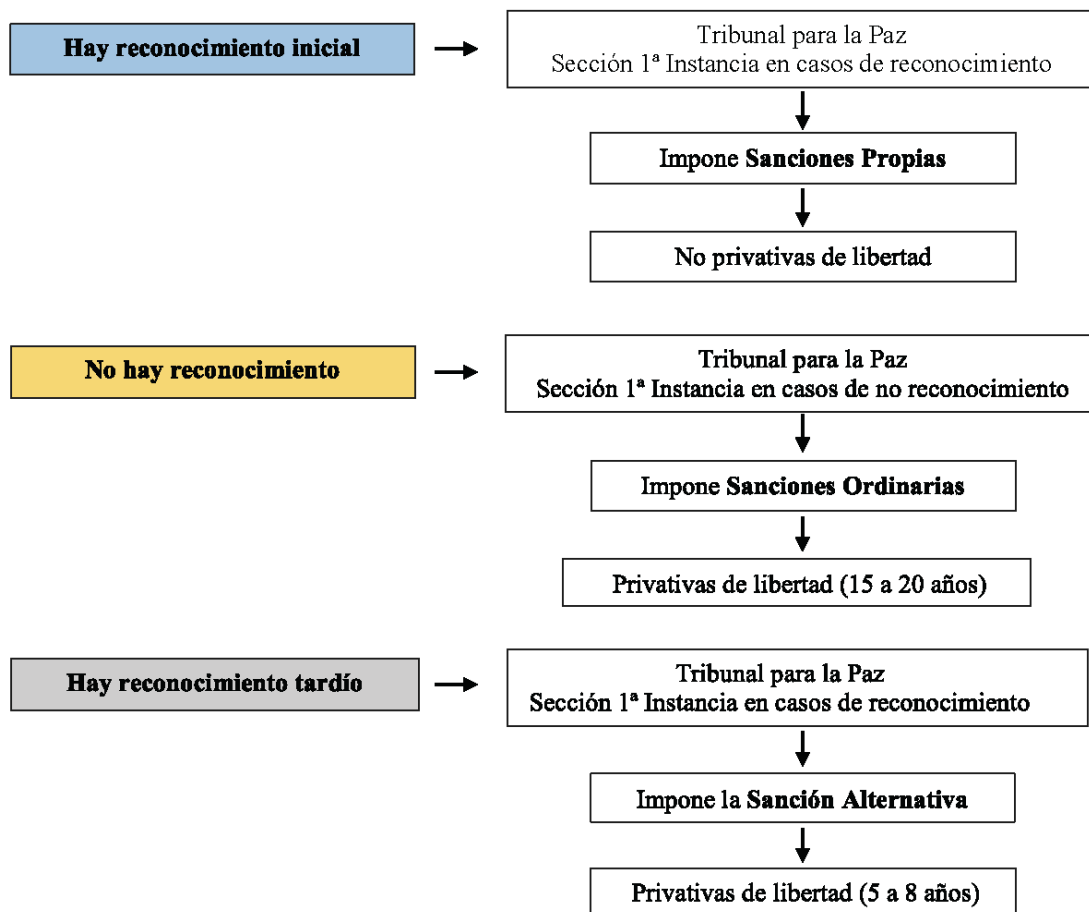 Hay reconocimiento inicial
Tribunal para la Paz
Sección 1ª Instancia en casos de reconocimiento
Impone Sanciones Propias
No privativas de libertad
No hay reconocimiento
Tribunal para la Paz
Sección 1ª Instancia en casos de no reconocimiento
Impone Sanciones Ordinarias
Privativas de libertad (15 a 20 años)
Hay reconocimiento tardío
Tribunal para la Paz
Sección 1ª Instancia en casos de reconocimiento
Impone la Sanción Alternativa
Privativas de libertad (5 a 8 años)